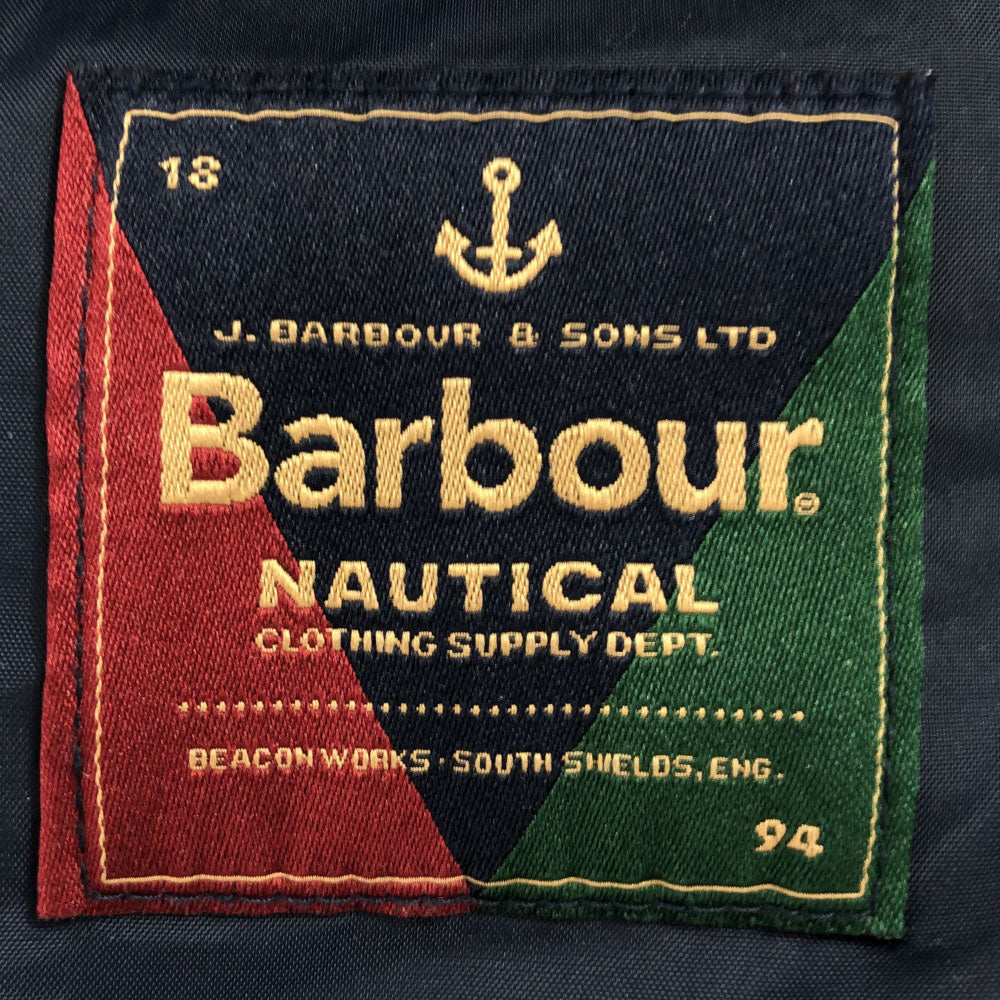 18
J. BARBOUR & SONS LTD
Barbour®
NAUTICAL
CLOTHING SUPPLY DEPT.
BEACON WORKS · SOUTH SHIELDS, ENG.
94